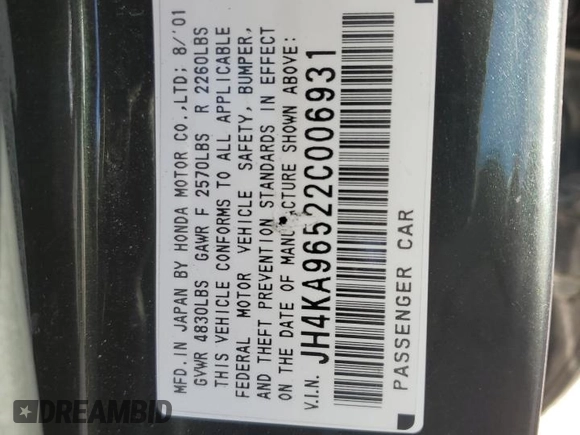 MFD.IN JAPAN BY HONDA MOTOR CO.,LTD; 8/'01
GVWR 4830LBS GAWR F 2570LBS R 2260LBS
THIS VEHICLE CONFORMS TO ALL APPLICABLE
FEDERAL MOTOR VEHICLE SAFETY, BUMPER,
AND THEFT PREVENTION STANDARDS IN EFFECT
ON THE DATE OF MANUFACTURE SHOWN ABOVE:
V.I.N. JH4KA96522C006931
PASSENGER CAR
DREAMBID